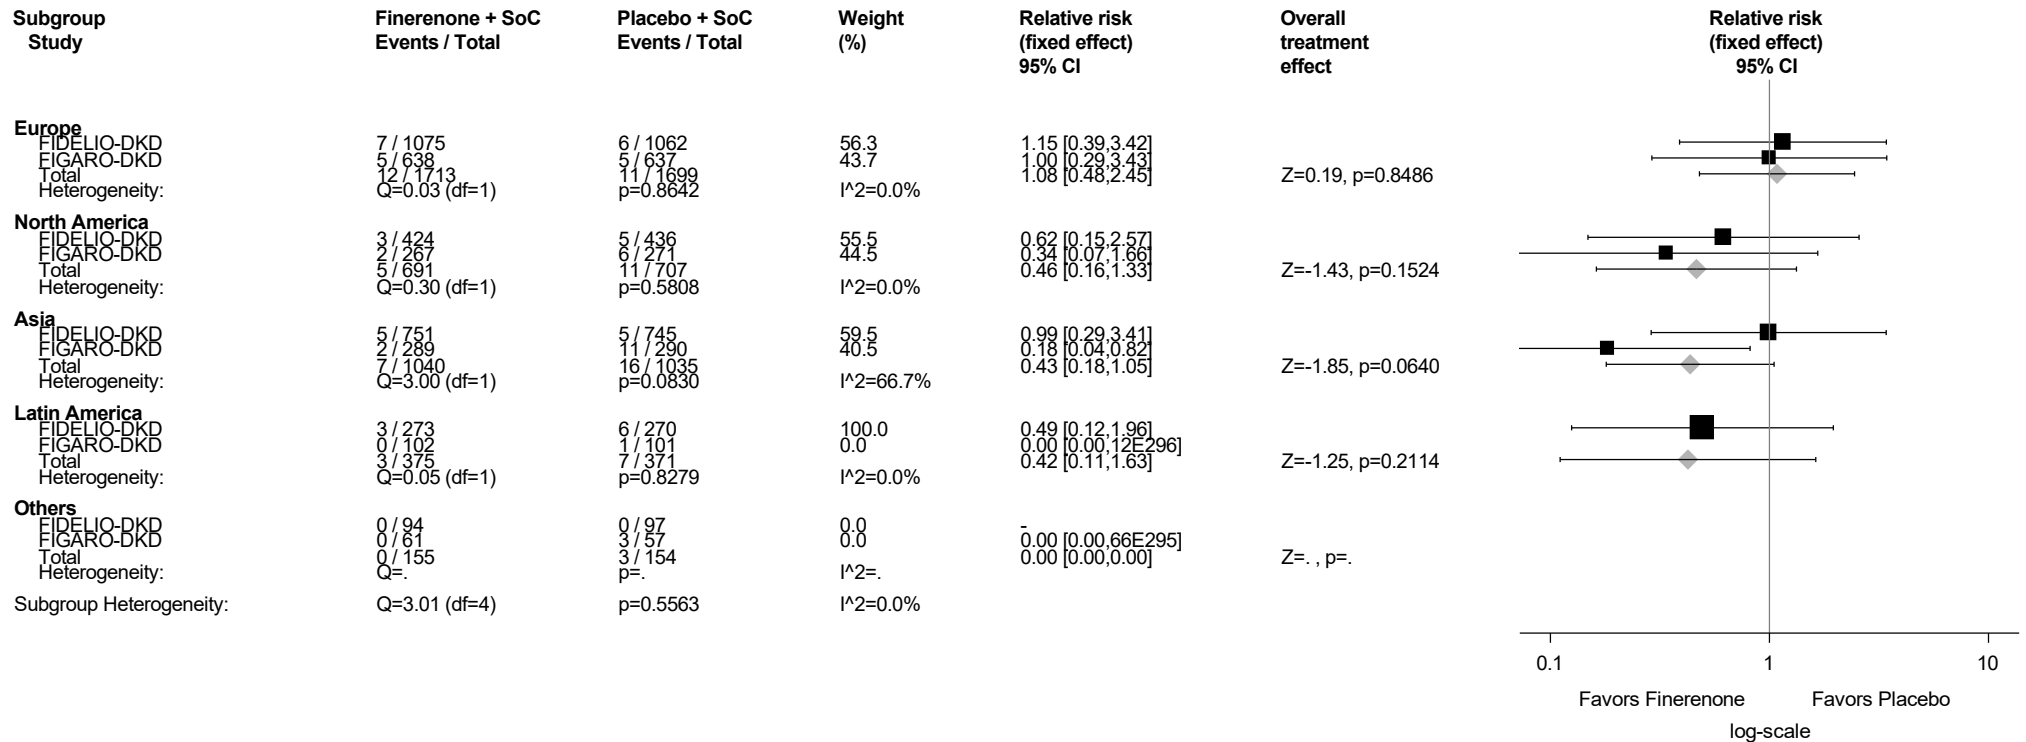 Subgroup Finerenone + SoC Placebo + SoC Weight Relative risk Overall Relative risk
Study Events / Total Events / Total (%) (fixed effect) treatment (fixed effect)
95% CI effect 95% CI
Europe
FIDELIO-DKD 7 / 1075 6 / 1062 56.3 1.15 [0.39,3.42]
FIGARO-DKD 5 / 638 5 / 637 43.7 1.00 [0.29,3.43]
Total 12 / 1713 11 / 1699 1.08 [0.48,2.45] Z=0.19, p=0.8486
Heterogeneity: Q=0.03 (df=1) p=0.8642 I^2=0.0%
North America
FIDELIO-DKD 3 / 424 5 / 436 55.5 0.62 [0.15,2.57]
FIGARO-DKD 2 / 267 6 / 271 44.5 0.34 [0.07,1.66]
Total 5 / 691 11 / 707 0.46 [0.16,1.33] Z=-1.43, p=0.1524
Heterogeneity: Q=0.30 (df=1) p=0.5808 I^2=0.0%
Asia
FIDELIO-DKD 5 / 751 5 / 745 59.5 0.99 [0.29,3.41]
FIGARO-DKD 2 / 289 11 / 290 40.5 0.18 [0.04,0.82]
Total 7 / 1040 16 / 1035 0.43 [0.18,1.05] Z=-1.85, p=0.0640
Heterogeneity: Q=3.00 (df=1) p=0.0830 I^2=66.7%
Latin America
FIDELIO-DKD 3 / 273 6 / 270 100.0 0.49 [0.12,1.96]
FIGARO-DKD 0 / 102 1 / 101 0.0 0.00 [0.00,12E296]
Total 3 / 375 7 / 371 0.42 [0.11,1.63] Z=-1.25, p=0.2114
Heterogeneity: Q=0.05 (df=1) p=0.8279 I^2=0.0%
Others
FIDELIO-DKD 0 / 94 0 / 97 0.0 -
FIGARO-DKD 0 / 61 3 / 57 0.0 0.00 [0.00,66E295]
Total 0 / 155 3 / 154 0.00 [0.00,0.00] Z=. , p=.
Heterogeneity: Q=. p=. I^2=.
Subgroup Heterogeneity: Q=3.01 (df=4) p=0.5563 I^2=0.0%
0.1 1 10
Favors Finerenone Favors Placebo
log-scale